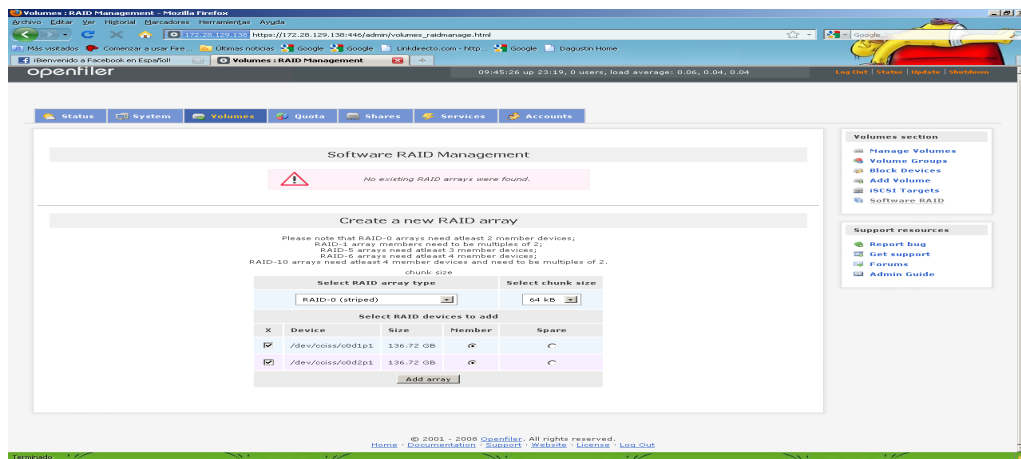 Volumes : RAID Management - Mozilla Firefox
Archivo Editar Ver Historial Marcadores Herramientas Ayuda
172.28.129.138 https://172.28.129.138:446/admin/volumes_raidmanage.html
Google
Más visitados Comenzar a usar Fire... Últimas noticias Google Google Linkdirecto.com - http... Google Dagustin Home
¡Bienvenido a Facebook en Español! Volumes : RAID Management
openfiler
09:45:26 up 23:19, 0 users, load average: 0.06, 0.04, 0.04
Log Out | Status | Update | Shutdown
Status System Volumes Quota Shares Services Accounts
Software RAID Management
No existing RAID arrays were found.
Create a new RAID array
Please note that RAID-0 arrays need atleast 2 member devices;
RAID-1 array members need to be multiples of 2;
RAID-5 arrays need atleast 3 member devices;
RAID-6 arrays need atleast 4 member devices;
RAID-10 arrays need atleast 4 member devices and need to be multiples of 2.
chunk size
Select RAID array type Select chunk size
RAID-0 (striped) 64 kB
Select RAID devices to add
X Device Size Member Spare
/dev/cciss/c0d1p1 136.72 GB
/dev/cciss/c0d2p1 136.72 GB
Add array
Volumes section
Manage Volumes
Volume Groups
Block Devices
Add Volume
iSCSI Targets
Software RAID
Support resources
Report bug
Get support
Forums
Admin Guide
© 2001 - 2008 Openfiler. All rights reserved.
Home · Documentation · Support · Website · License · Log Out
Terminado